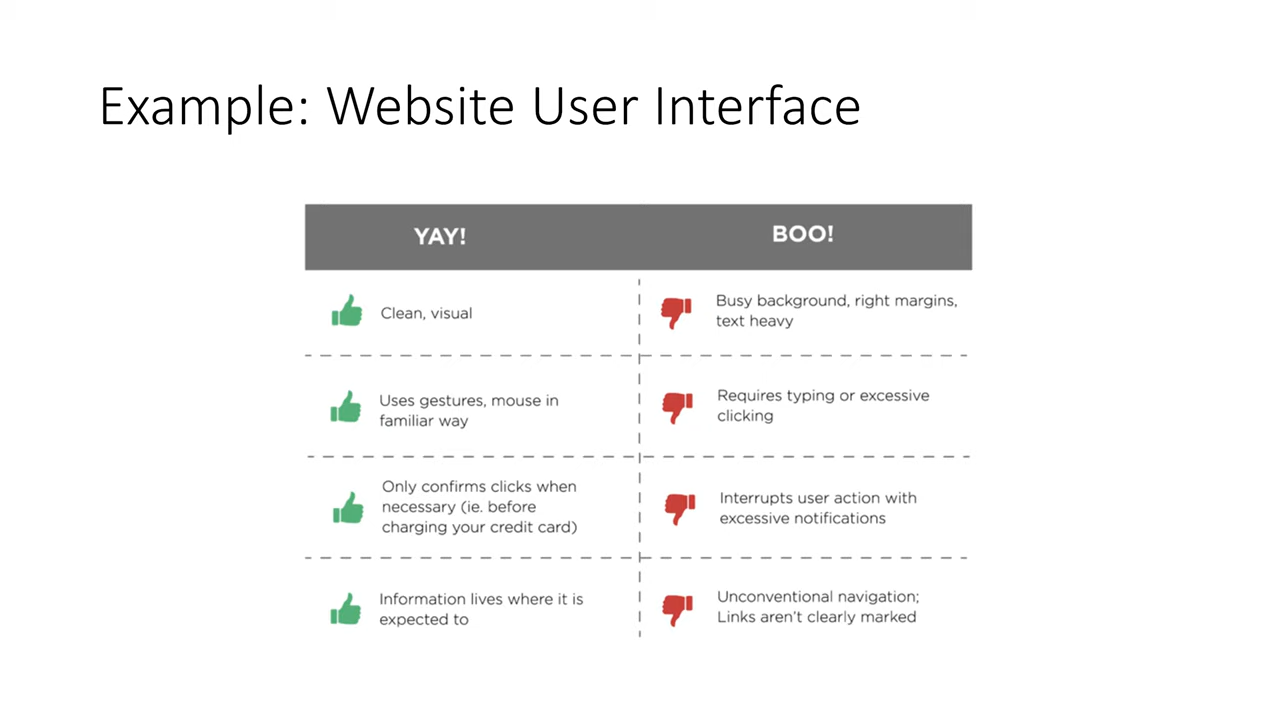 Example: Website User Interface
YAY!
BOO!
Clean, visual
Busy background, right margins,
text heavy
Uses gestures, mouse in
familiar way
Requires typing or excessive
clicking
Only confirms clicks when
necessary (ie. before
charging your credit card)
Interrupts user action with
excessive notifications
Information lives where it is
expected to
Unconventional navigation;
Links aren't clearly marked